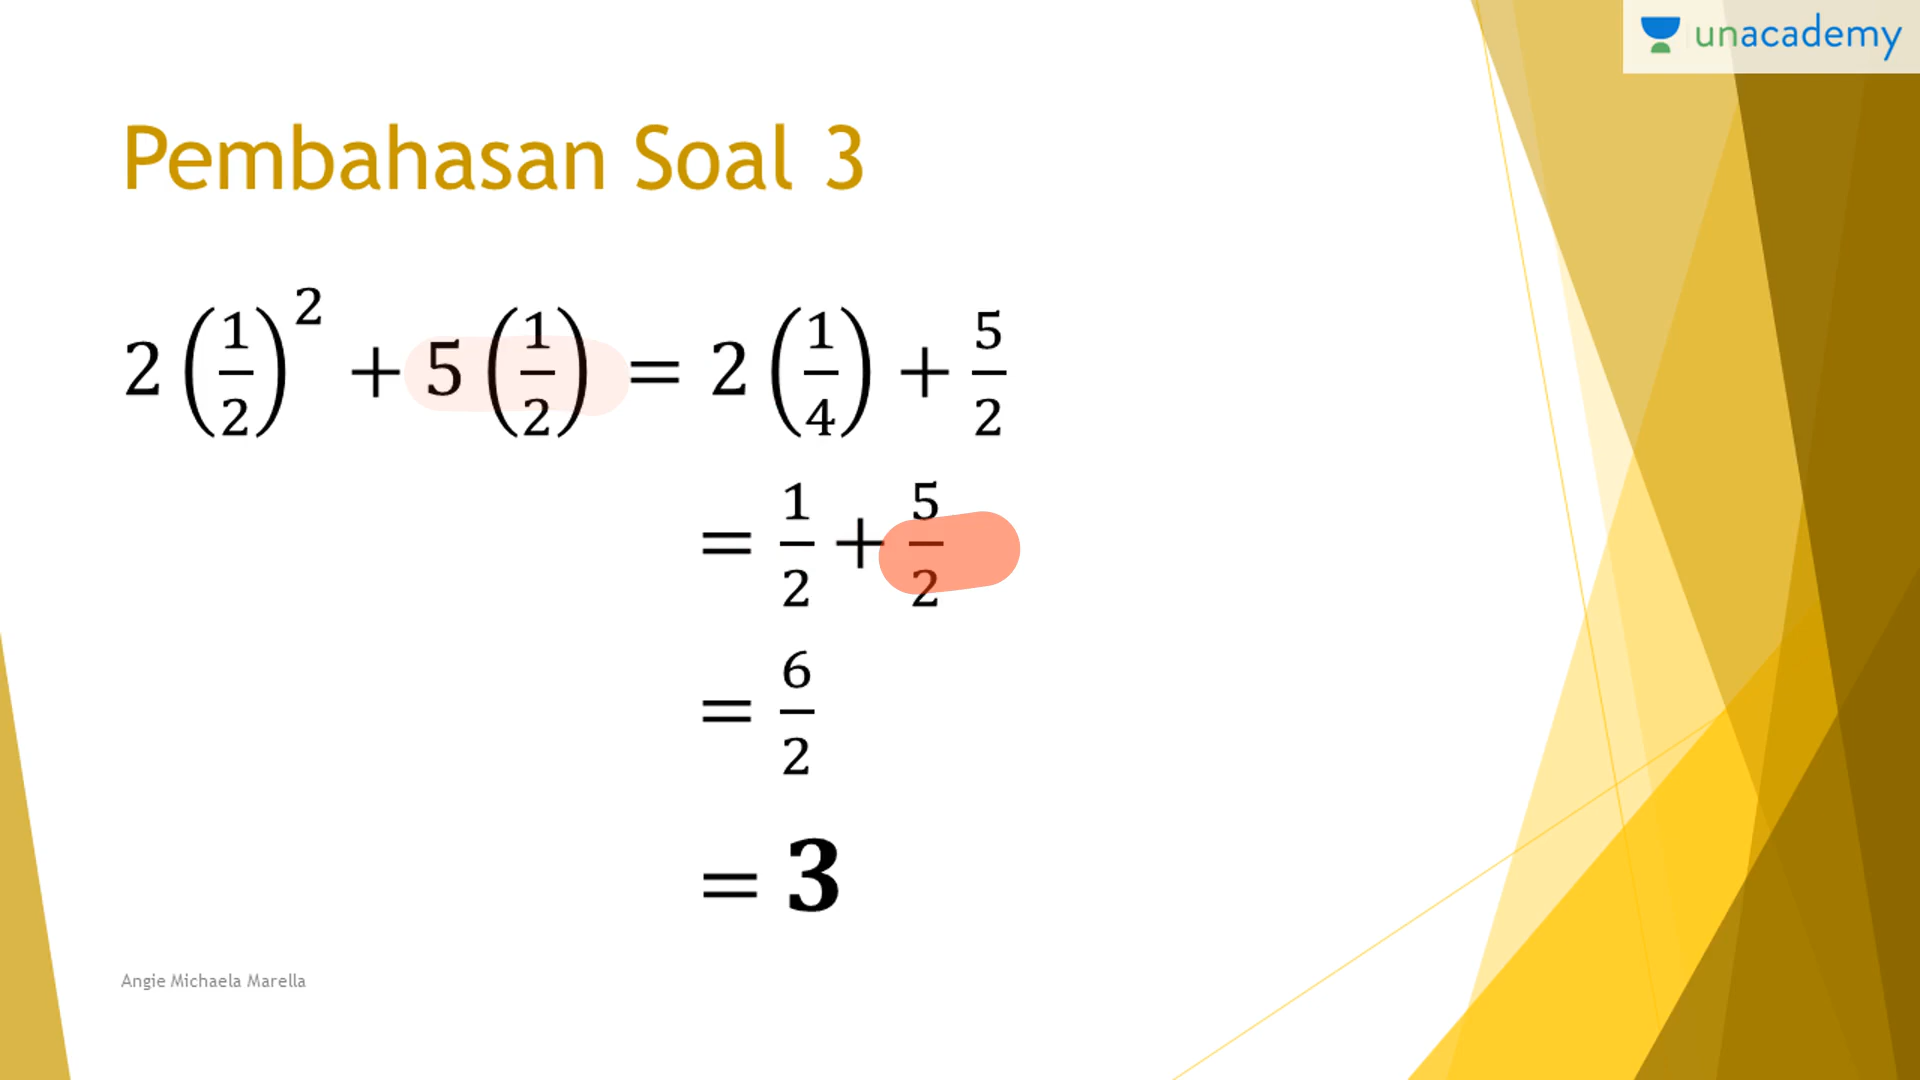 unacademy
Pembahasan Soal 3
2(1/2)² + 5(1/2) = 2(1/4) + 5/2
= 1/2 + 5/2
= 6/2
= 3
Angie Michaela Marella